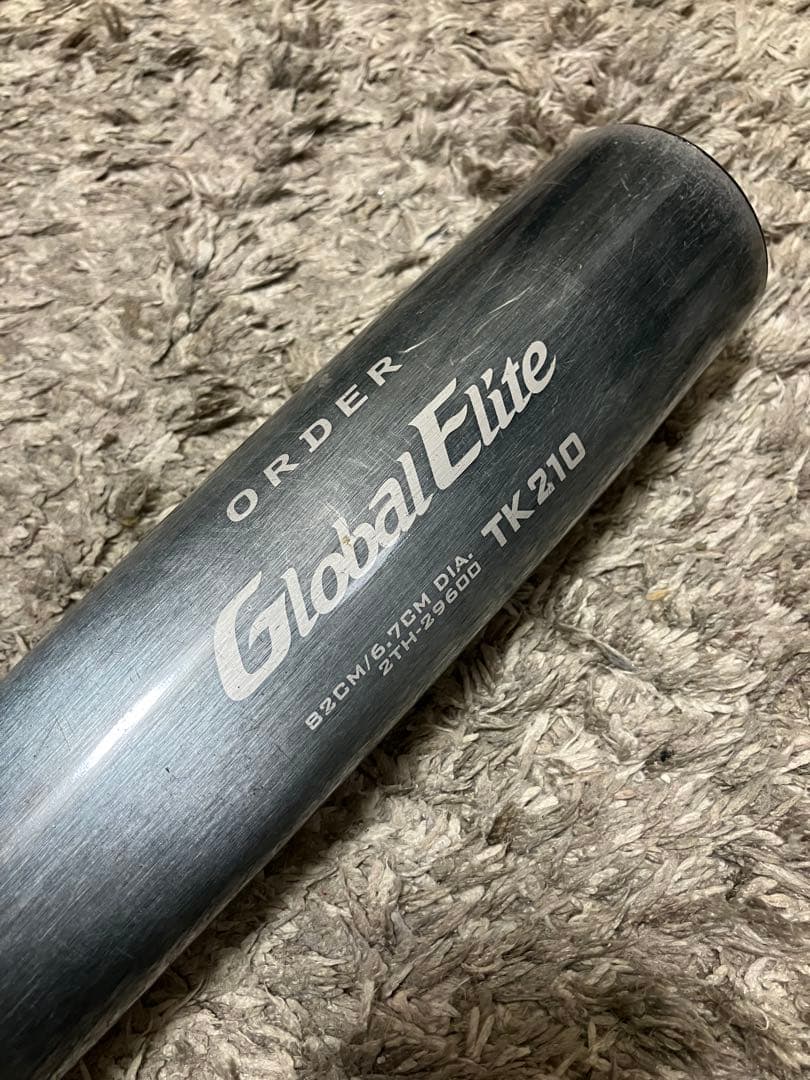 ORDER
Global Elite
TK210
82CM/6.7CM DIA.
2TH-29600